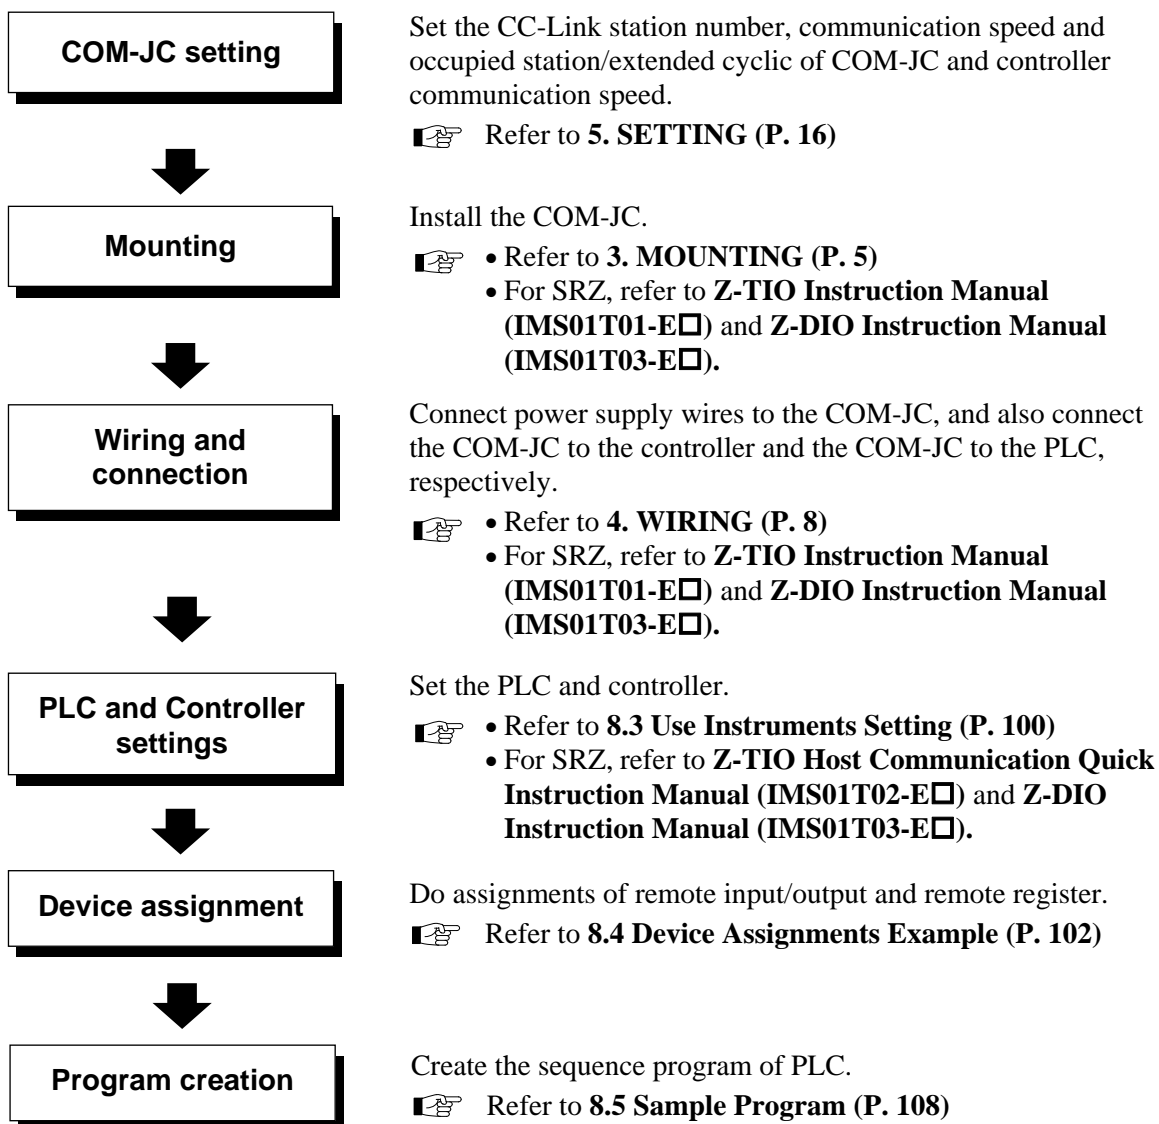 COM-JC setting
Set the CC-Link station number, communication speed and
occupied station/extended cyclic of COM-JC and controller
communication speed.
Refer to 5. SETTING (P. 16)
Mounting
Install the COM-JC.
• Refer to 3. MOUNTING (P. 5)
• For SRZ, refer to Z-TIO Instruction Manual
(IMS01T01-E□) and Z-DIO Instruction Manual
(IMS01T03-E□).
Wiring and
connection
Connect power supply wires to the COM-JC, and also connect
the COM-JC to the controller and the COM-JC to the PLC,
respectively.
• Refer to 4. WIRING (P. 8)
• For SRZ, refer to Z-TIO Instruction Manual
(IMS01T01-E□) and Z-DIO Instruction Manual
(IMS01T03-E□).
PLC and Controller
settings
Set the PLC and controller.
• Refer to 8.3 Use Instruments Setting (P. 100)
• For SRZ, refer to Z-TIO Host Communication Quick
Instruction Manual (IMS01T02-E□) and Z-DIO
Instruction Manual (IMS01T03-E□).
Device assignment
Do assignments of remote input/output and remote register.
Refer to 8.4 Device Assignments Example (P. 102)
Program creation
Create the sequence program of PLC.
Refer to 8.5 Sample Program (P. 108)